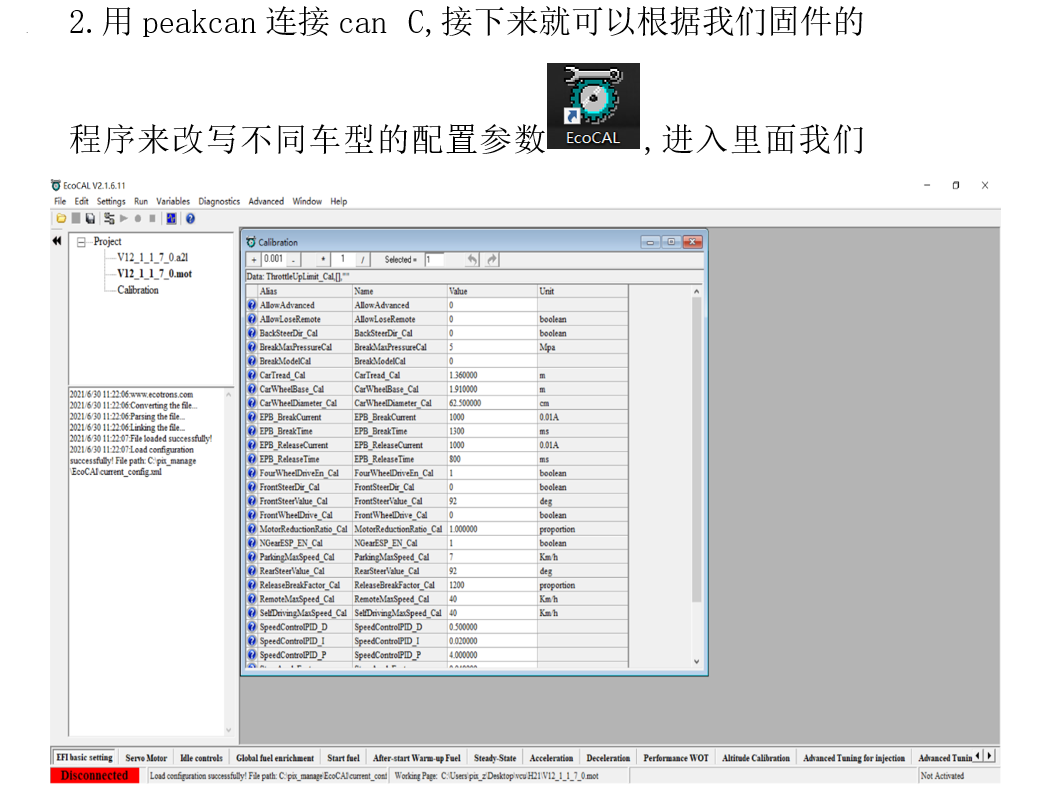 2.用 peakcan 连接 can C,接下来就可以根据我们固件的
EcoCAL
程序来改写不同车型的配置参数 ,进入里面我们
EcoCAL V2.1.6.11
File Edit Settings Run Variables Diagnostics Advanced Window Help
Project
V12_1_1_7_0.a2l
V12_1_1_7_0.mot
Calibration
2021/6/30 11:22:06:www.ecotrons.com
2021/6/30 11:22:06:Converting the file...
2021/6/30 11:22:06:Parsing the file...
2021/6/30 11:22:06:Linking the file...
2021/6/30 11:22:07:File loaded successfully!
2021/6/30 11:22:07:Load configuration
successfully! File path: C:\pix_manage
\EcoCAL\current_config.xml
Calibration
+ 0.001 - * 1 / Selected = 1
Data: ThrottleUpLimit_Cal,[],""
Alias Name Value Unit
AllowAdvanced AllowAdvanced 0
AllowLoseRemote AllowLoseRemote 0 boolean
BackSteerDir_Cal BackSteerDir_Cal 0 boolean
BreakMaxPressureCal BreakMaxPressureCal 5 Mpa
BreakModelCal BreakModelCal 0
CarTread_Cal CarTread_Cal 1.360000 m
CarWheelBase_Cal CarWheelBase_Cal 1.910000 m
CarWheelDiameter_Cal CarWheelDiameter_Cal 62.500000 cm
EPB_BreakCurrent EPB_BreakCurrent 1000 0.01A
EPB_BreakTime EPB_BreakTime 1300 ms
EPB_ReleaseCurrent EPB_ReleaseCurrent 1000 0.01A
EPB_ReleaseTime EPB_ReleaseTime 800 ms
FourWheelDriveEn_Cal FourWheelDriveEn_Cal 1 boolean
FrontSteerDir_Cal FrontSteerDir_Cal 0 boolean
FrontSteerValue_Cal FrontSteerValue_Cal 92 deg
FrontWheelDrive_Cal FrontWheelDrive_Cal 0 boolean
MotorReductionRatio_Cal MotorReductionRatio_Cal 1.000000 proportion
NGearESP_EN_Cal NGearESP_EN_Cal 1 boolean
ParkingMaxSpeed_Cal ParkingMaxSpeed_Cal 7 Km/h
RearSteerValue_Cal RearSteerValue_Cal 92 deg
ReleaseBreakFactor_Cal ReleaseBreakFactor_Cal 1200 proportion
RemoteMaxSpeed_Cal RemoteMaxSpeed_Cal 40 Km/h
SelfDrivingMaxSpeed_Cal SelfDrivingMaxSpeed_Cal 40 Km/h
SpeedControlPID_D SpeedControlPID_D 0.500000
SpeedControlPID_I SpeedControlPID_I 0.020000
SpeedControlPID_P SpeedControlPID_P 4.000000
EFI basic setting Servo Motor Idle controls Global fuel enrichment Start fuel After-start Warm-up Fuel Steady-State Acceleration Deceleration Performance WOT Altitude Calibration Advanced Tuning for injection Advanced Tunin
Disconnected Load configuration successfully! File path: C:\pix_manage\EcoCAL\current_conf Working Page: C:\Users\pix_z\Desktop\vcu\H21\V12_1_1_7_0.mot Not Activated